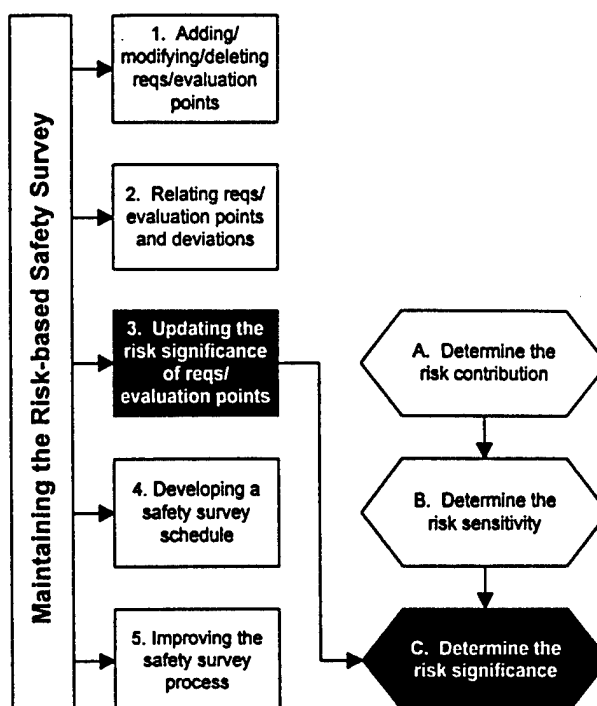 Maintaining the Risk-based Safety Survey
1. Adding/
modifying/deleting
reqs/evaluation
points
2. Relating reqs/
evaluation points
and deviations
3. Updating the
risk significance
of reqs/
evaluation points
4. Developing a
safety survey
schedule
5. Improving the
safety survey
process
A. Determine the
risk contribution
B. Determine the
risk sensitivity
C. Determine the
risk significance